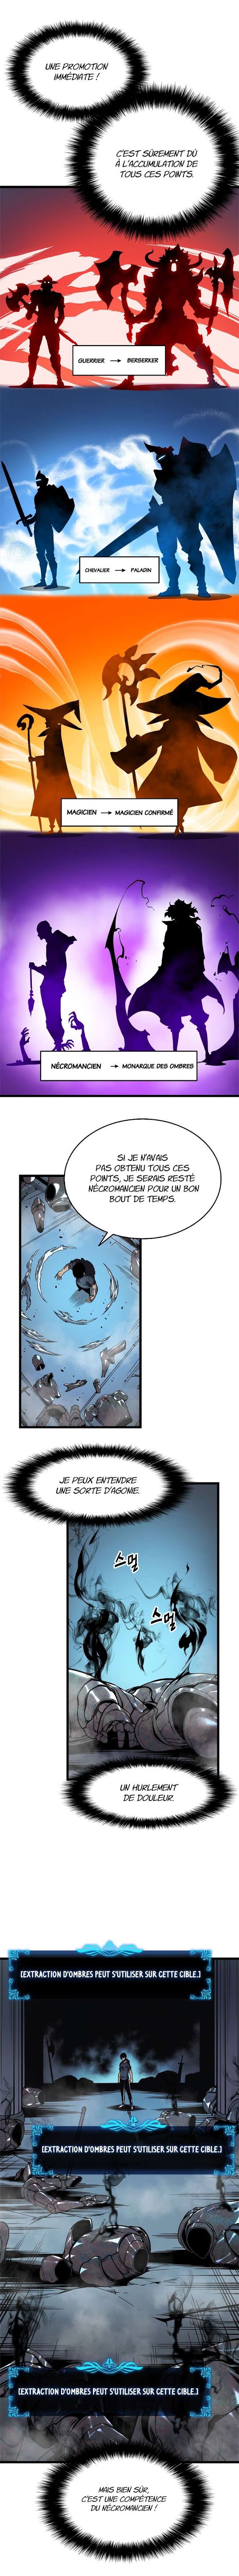 UNE PROMOTION
IMMÉDIATE !
C'EST SÛREMENT DÛ
À L'ACCUMULATION DE
TOUS CES POINTS.
GUERRIER → BERSERKER
CHEVALIER → PALADIN
MAGICIEN → MAGICIEN CONFIRMÉ
NÉCROMANCIEN → MONARQUE DES OMBRES
SI JE N'AVAIS
PAS OBTENU TOUS CES
POINTS, JE SERAIS RESTÉ
NÉCROMANCIEN POUR UN BON
BOUT DE TEMPS.
JE PEUX ENTENDRE
UNE SORTE D'AGONIE.
스멀
스멀
UN HURLEMENT
DE DOULEUR.
[EXTRACTION D'OMBRES PEUT S'UTILISER SUR CETTE CIBLE.]
[EXTRACTION D'OMBRES PEUT S'UTILISER SUR CETTE CIBLE.]
[EXTRACTION D'OMBRES PEUT S'UTILISER SUR CETTE CIBLE.]
MAIS BIEN SÛR,
C'EST UNE COMPÉTENCE
DU NÉCROMANCIEN !